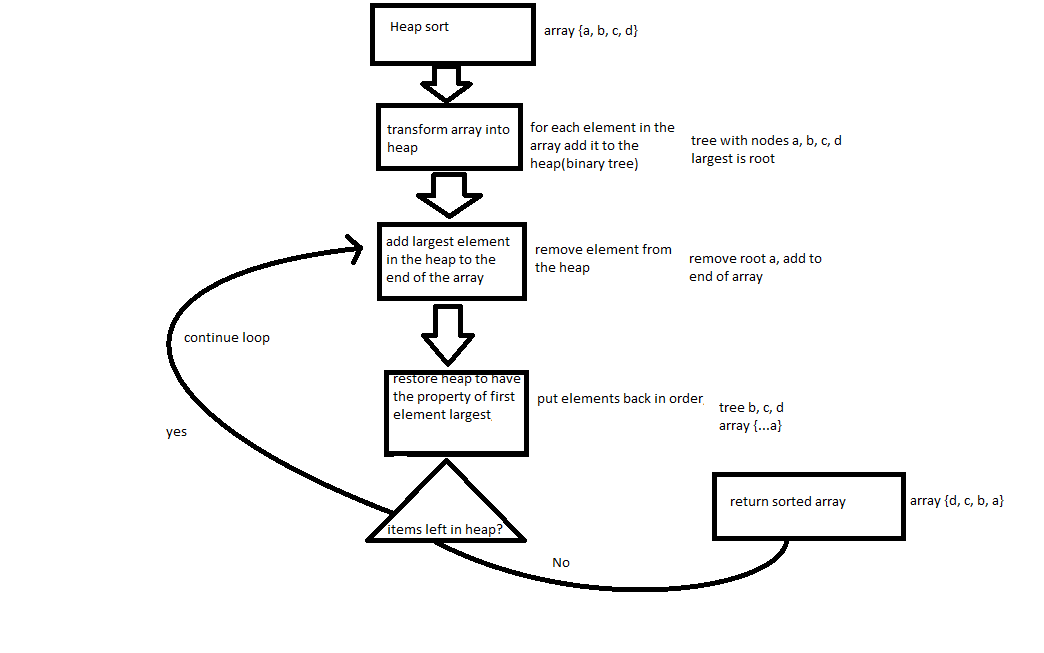 Heap sort
array {a, b, c, d}
transform array into
heap
for each element in the
array add it to the
heap(binary tree)
tree with nodes a, b, c, d
largest is root
add largest element
in the heap to the
end of the array
remove element from
the heap
remove root a, add to
end of array
continue loop
restore heap to have
the property of first
element largest
put elements back in order
tree b, c, d
array {...a}
yes
items left in heap?
return sorted array
array {d, c, b, a}
No